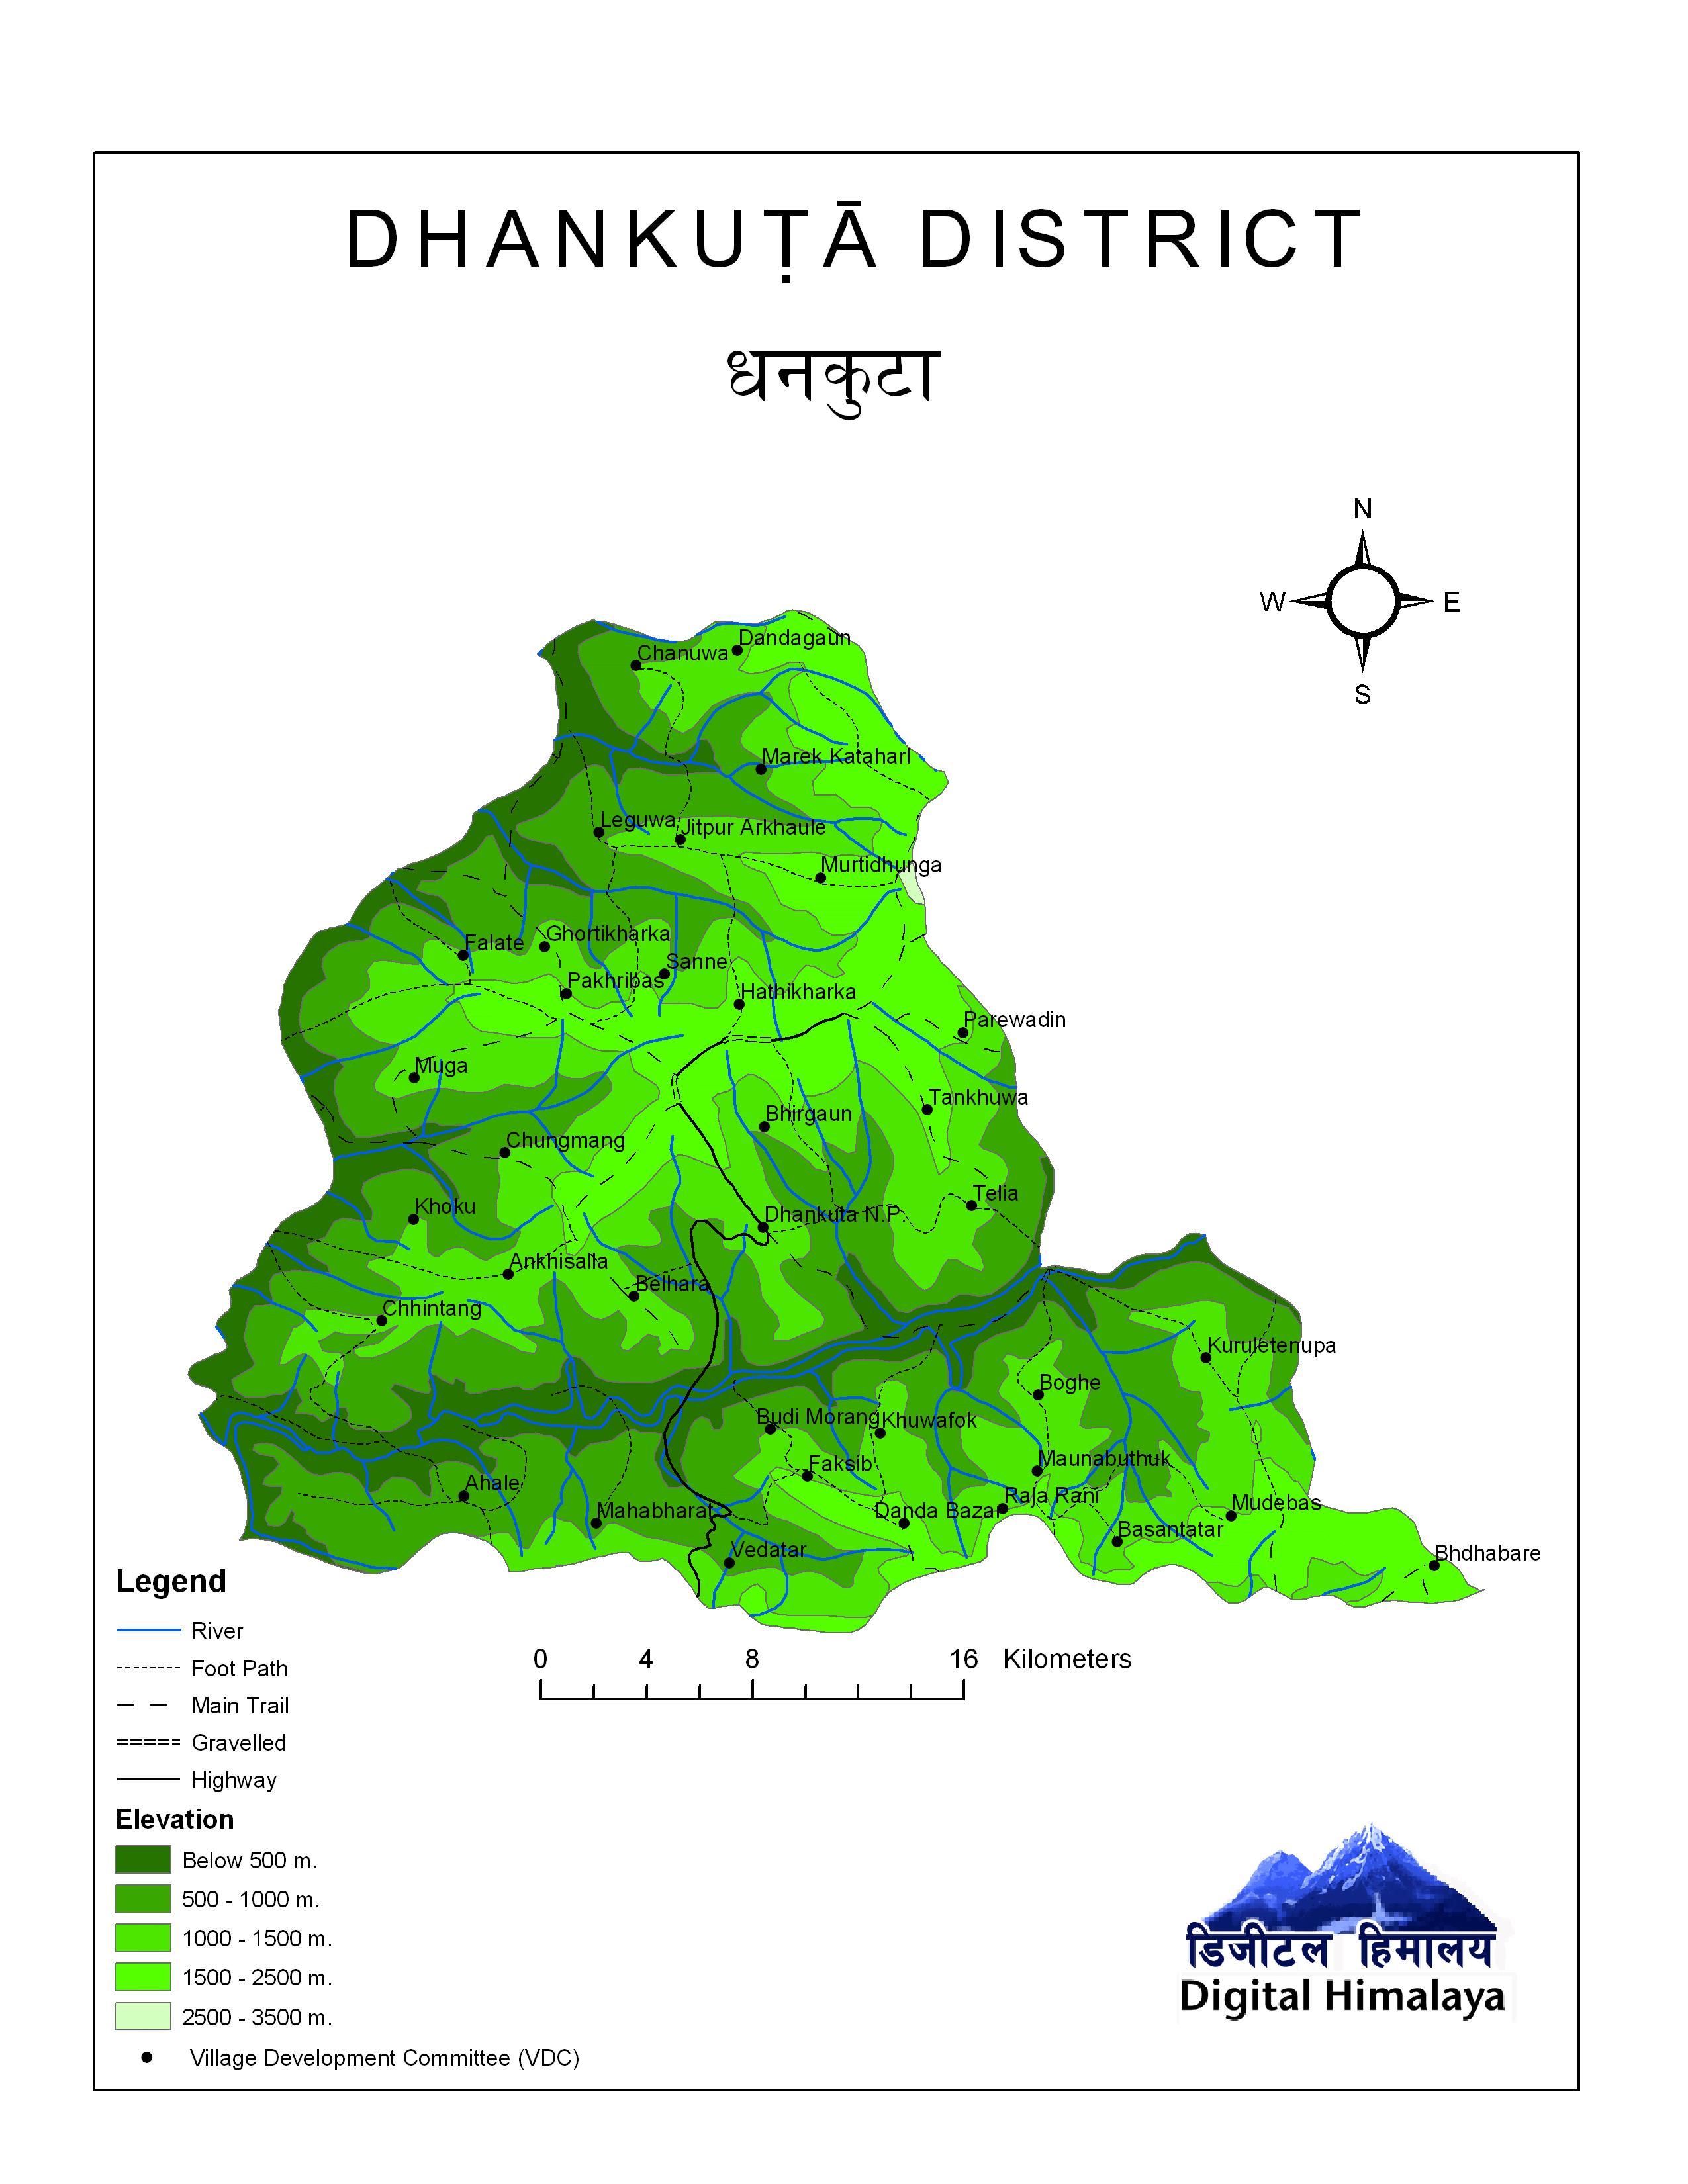 DHANKUṬĀ DISTRICT
धनकुटा
N
W E
S
Dandagaun
Chanuwa
Marek Kataharl
Leguwa
Jitpur Arkhaule
Murtidhunga
Ghortikharka
Falate
Sanne
Pakhribas
Hathikharka
Parewadin
Muga
Tankhuwa
Bhirgaun
Chungmang
Telia
Khoku
Dhankuta N.P.
Ankhisalla
Belhara
Chhintang
Kuruletenupa
Boghe
Budi Morang
Khuwafok
Maunabuthuk
Faksib
Ahale
Raja Rani
Mudebas
Mahabharat
Danda Bazar
Basantatar
Vedatar
Bhdhabare
Legend
River
Foot Path
Main Trail
Gravelled
Highway
0 4 8 16 Kilometers
Elevation
Below 500 m.
500 - 1000 m.
1000 - 1500 m.
1500 - 2500 m.
2500 - 3500 m.
Village Development Committee (VDC)
डिजीटल हिमालय
Digital Himalaya